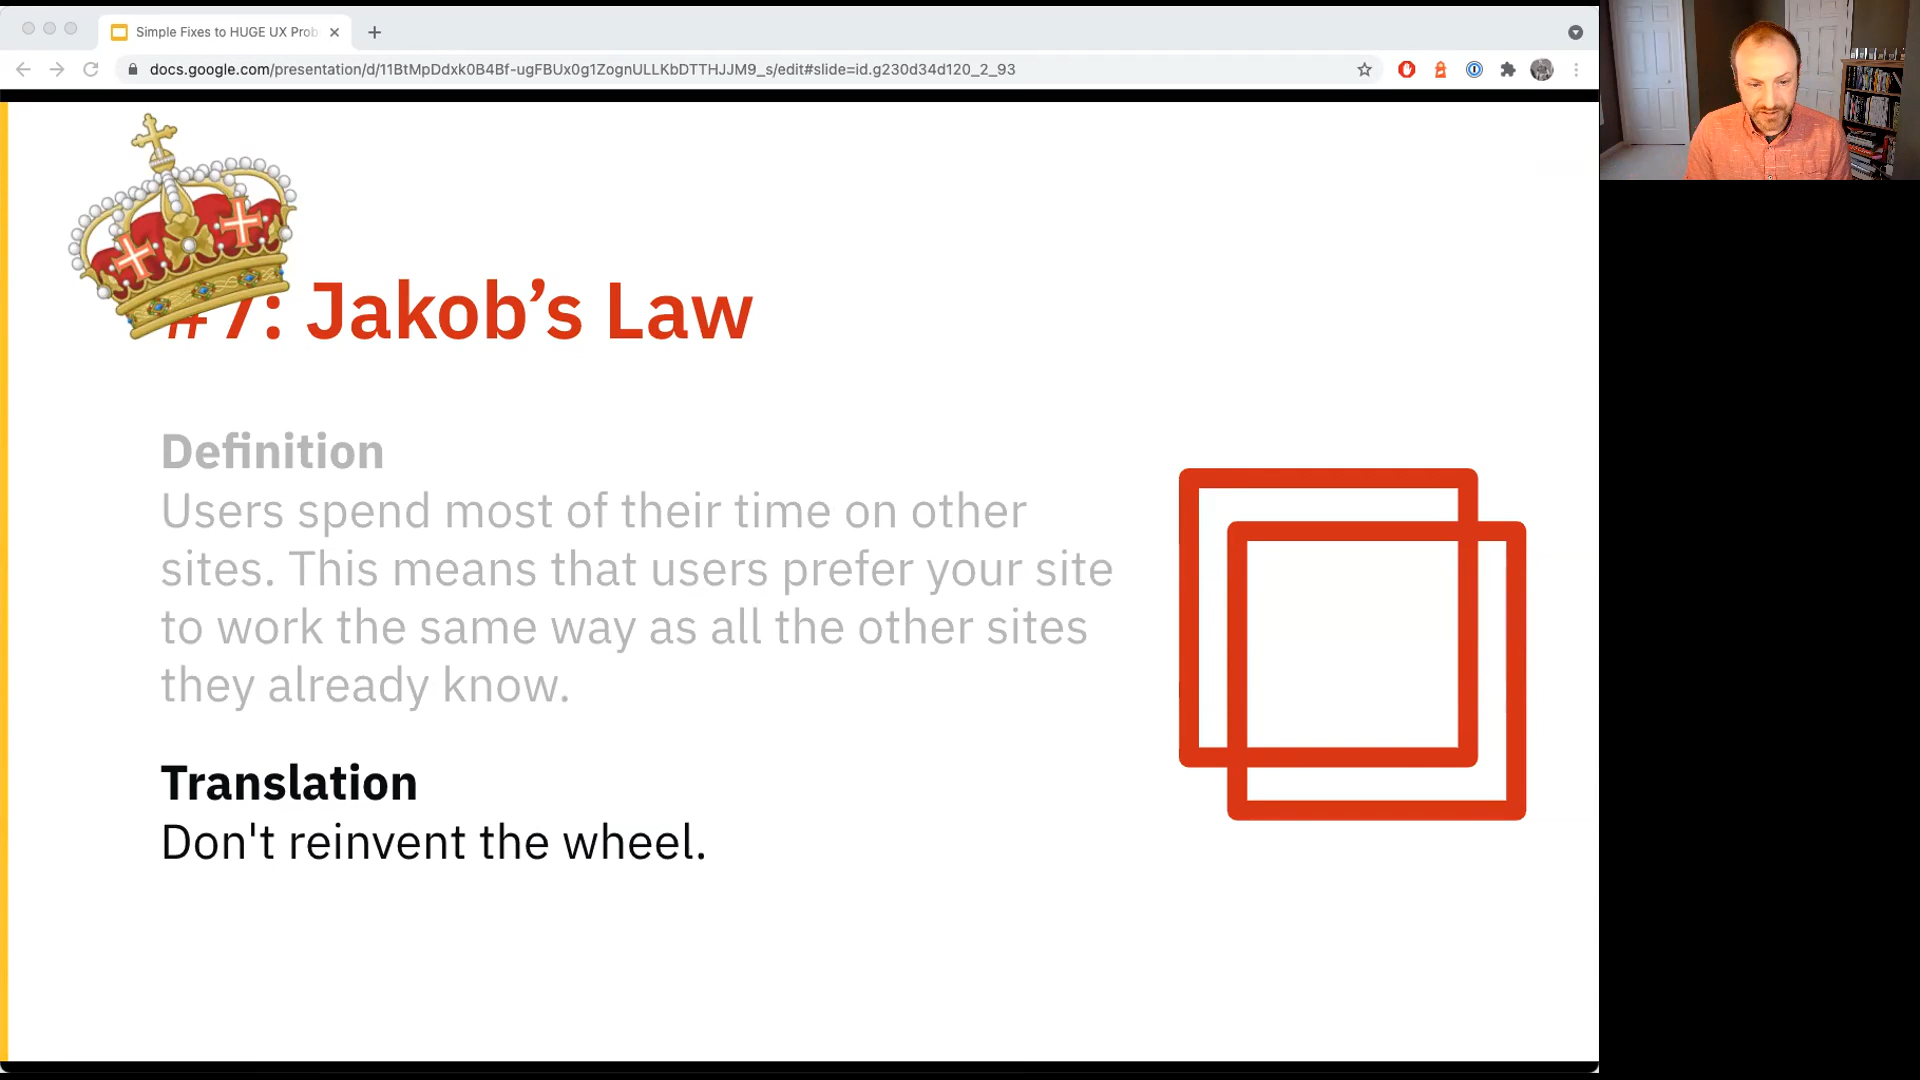 Simple Fixes to HUGE UX Prob
docs.google.com/presentation/d/11BtMpDdxk0B4Bf-ugFBUx0g1ZognULLKbDTTHJJM9_s/edit#slide=id.g230d34d120_2_93
#7: Jakob’s Law
Definition
Users spend most of their time on other
sites. This means that users prefer your site
to work the same way as all the other sites
they already know.
Translation
Don't reinvent the wheel.